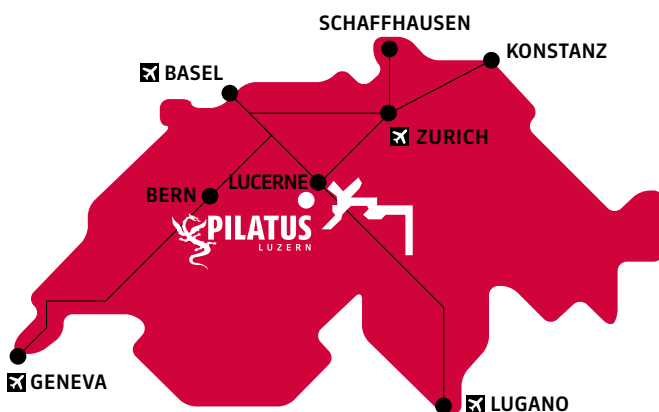 SCHAFFHAUSEN
KONSTANZ
BASEL
ZURICH
LUCERNE
BERN
PILATUS
LUZERN
GENEVA
LUGANO